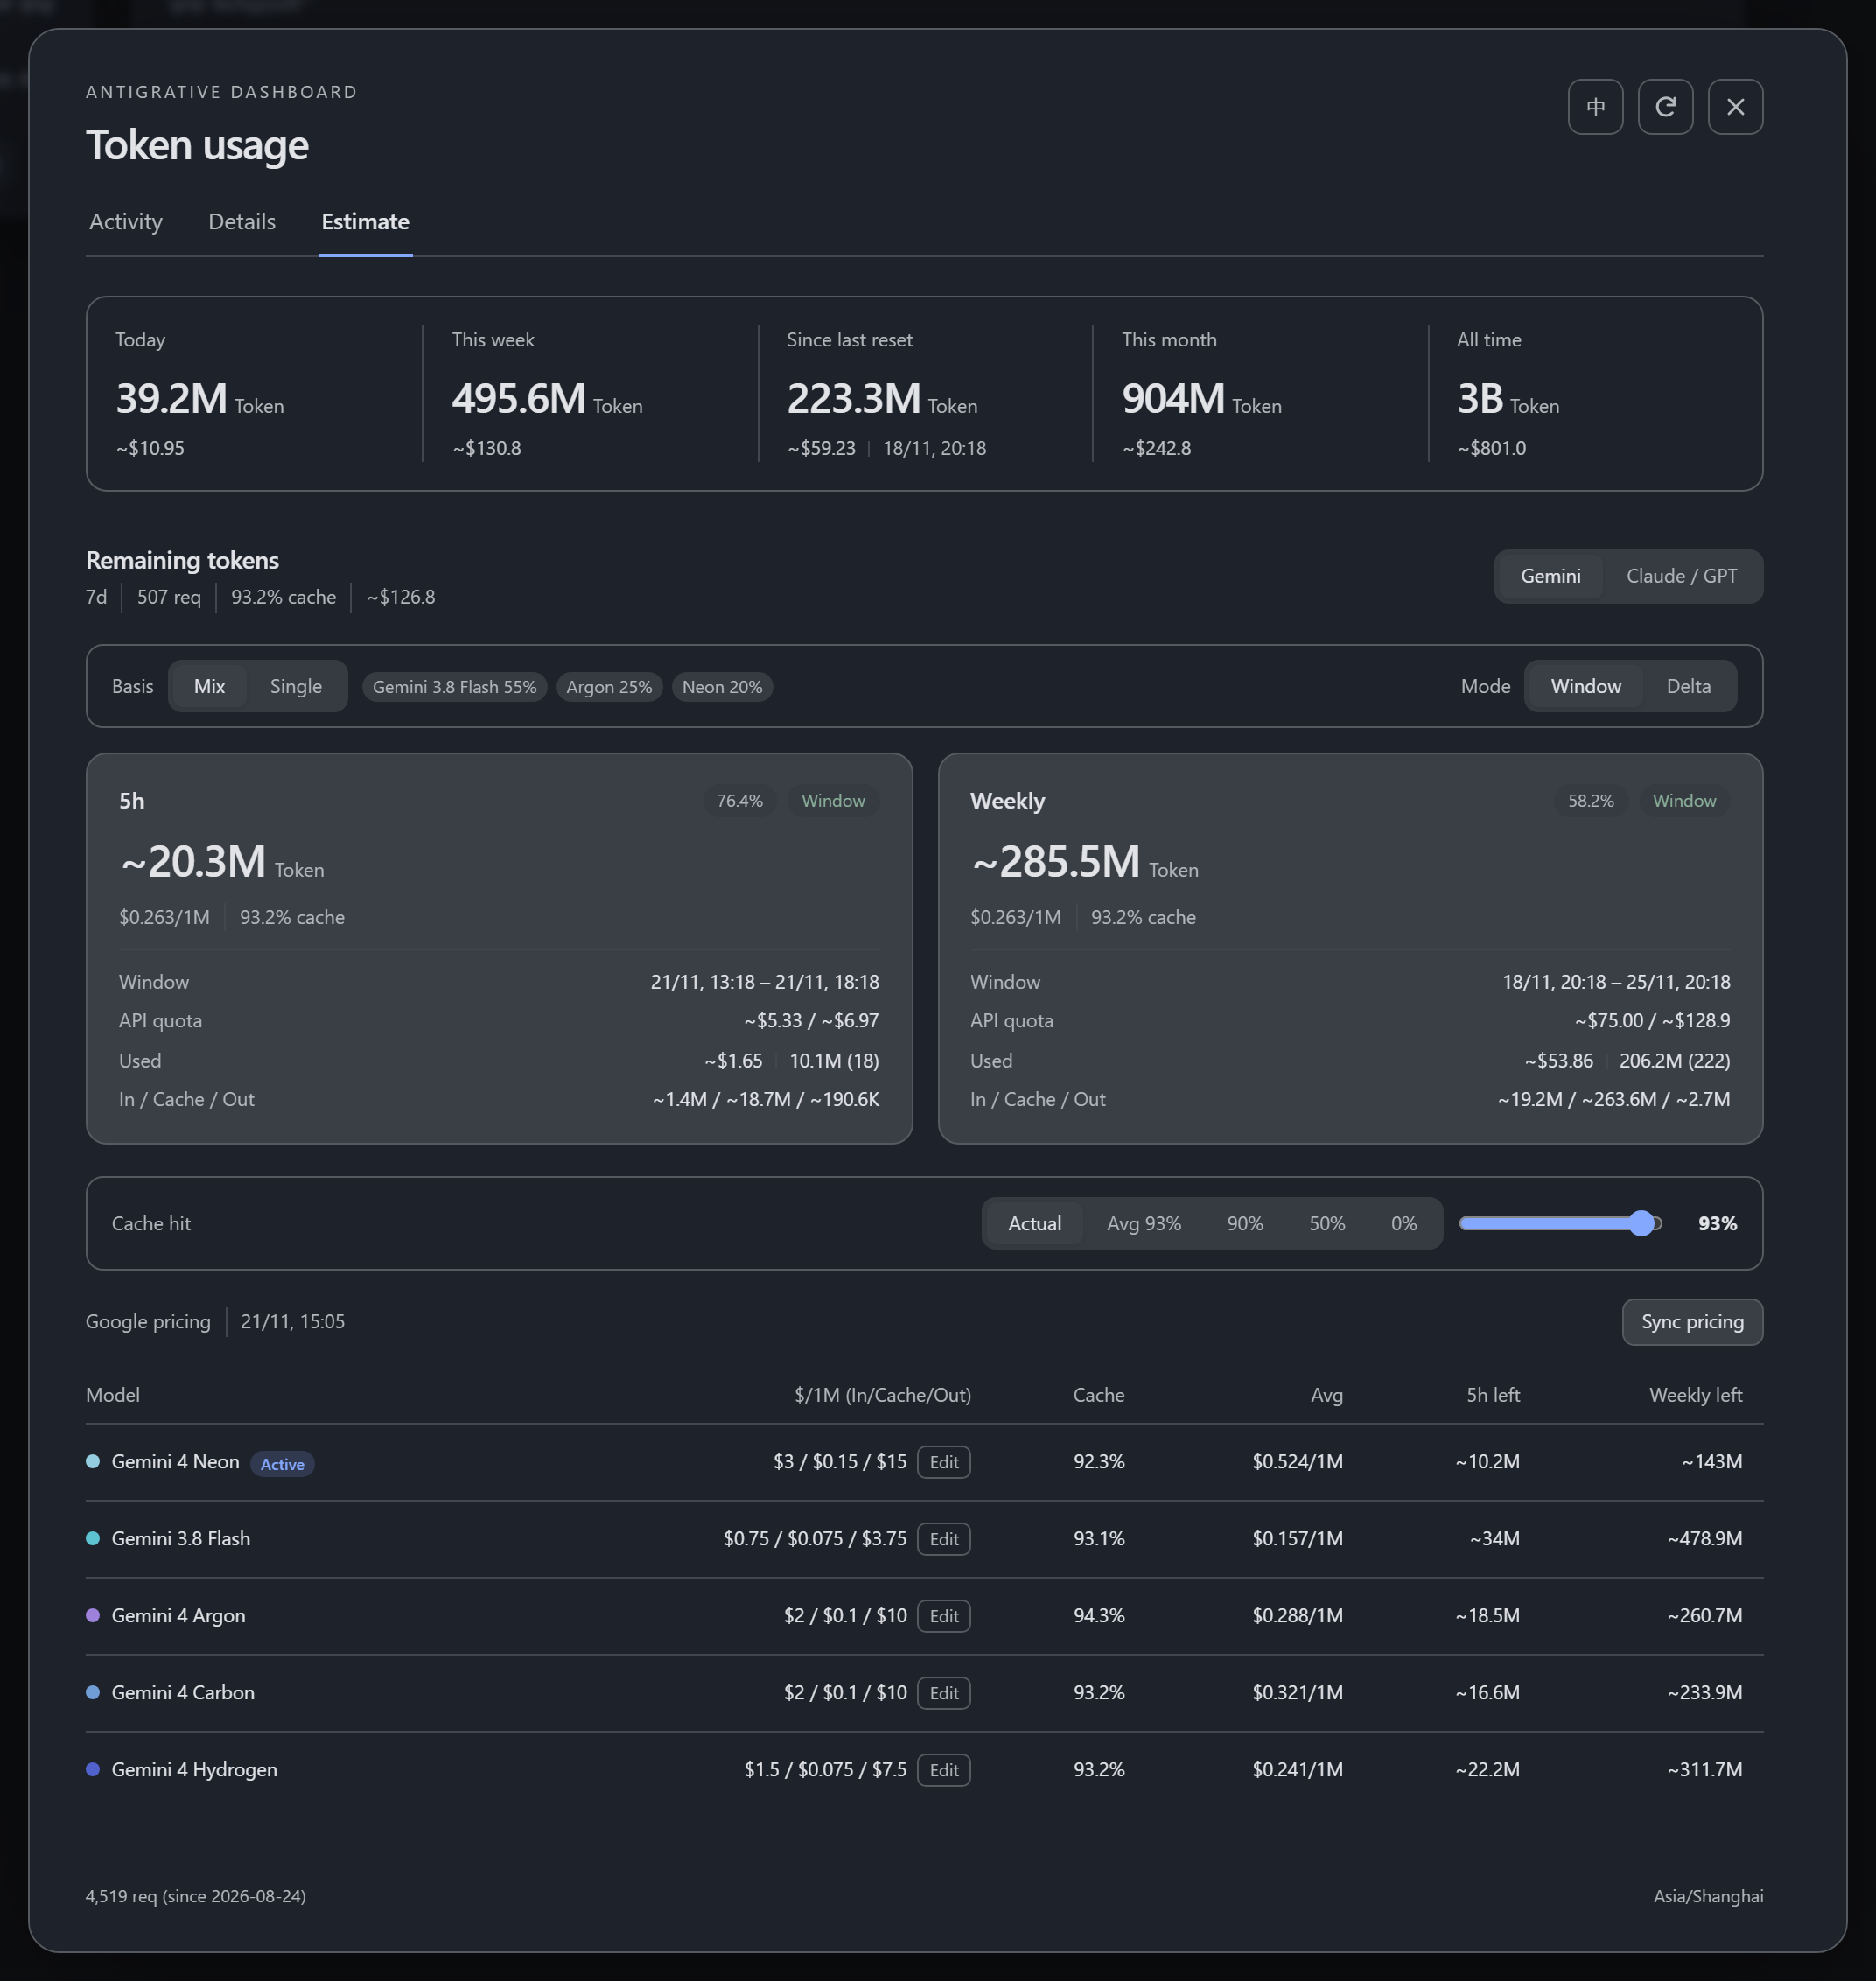 ANTIGRATIVE DASHBOARD
中
Token usage
Activity Details Estimate
Today This week Since last reset This month All time
39.2M Token 495.6M Token 223.3M Token 904M Token 3B Token
~$10.95 ~$130.8 ~$59.23 | 18/11, 20:18 ~$242.8 ~$801.0
Remaining tokens
7d | 507 req | 93.2% cache | ~$126.8
Gemini Claude / GPT
Basis Mix Single Gemini 3.8 Flash 55% Argon 25% Neon 20% Mode Window Delta
5h 76.4% Window
~20.3M Token
$0.263/1M | 93.2% cache
Window 21/11, 13:18 – 21/11, 18:18
API quota ~$5.33 / ~$6.97
Used ~$1.65 | 10.1M (18)
In / Cache / Out ~1.4M / ~18.7M / ~190.6K
Weekly 58.2% Window
~285.5M Token
$0.263/1M | 93.2% cache
Window 18/11, 20:18 – 25/11, 20:18
API quota ~$75.00 / ~$128.9
Used ~$53.86 | 206.2M (222)
In / Cache / Out ~19.2M / ~263.6M / ~2.7M
Cache hit Actual Avg 93% 90% 50% 0% 93%
Google pricing | 21/11, 15:05 Sync pricing
Model $/1M (In/Cache/Out) Cache Avg 5h left Weekly left
Gemini 4 Neon Active $3 / $0.15 / $15 Edit 92.3% $0.524/1M ~10.2M ~143M
Gemini 3.8 Flash $0.75 / $0.075 / $3.75 Edit 93.1% $0.157/1M ~34M ~478.9M
Gemini 4 Argon $2 / $0.1 / $10 Edit 94.3% $0.288/1M ~18.5M ~260.7M
Gemini 4 Carbon $2 / $0.1 / $10 Edit 93.2% $0.321/1M ~16.6M ~233.9M
Gemini 4 Hydrogen $1.5 / $0.075 / $7.5 Edit 93.2% $0.241/1M ~22.2M ~311.7M
4,519 req (since 2026-08-24) Asia/Shanghai